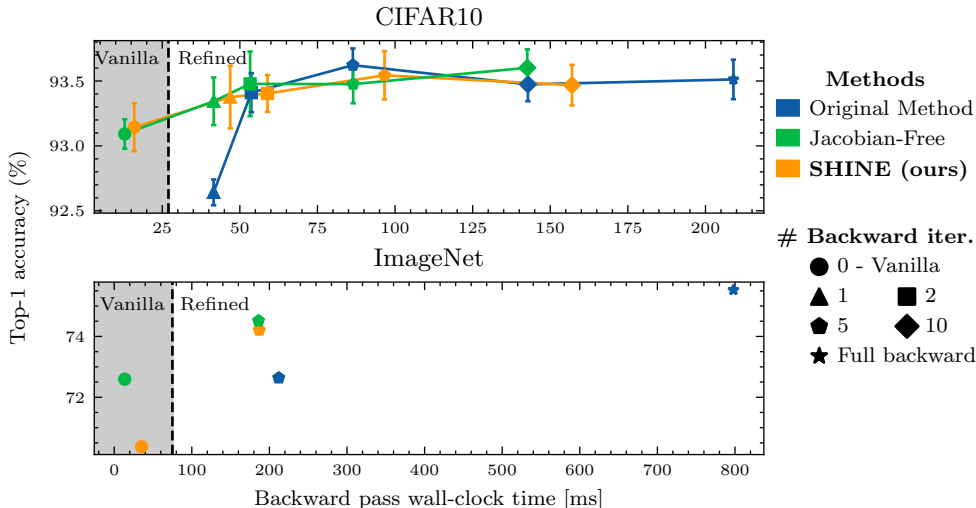 CIFAR10
Vanilla Refined
93.5
93.0
92.5
25 50 75 100 125 150 175 200
Top-1 accuracy (%)
ImageNet
Vanilla Refined
74
72
0 100 200 300 400 500 600 700 800
Backward pass wall-clock time [ms]
Methods
Original Method
Jacobian-Free
SHINE (ours)
# Backward iter.
0 - Vanilla
1 2
5 10
Full backward